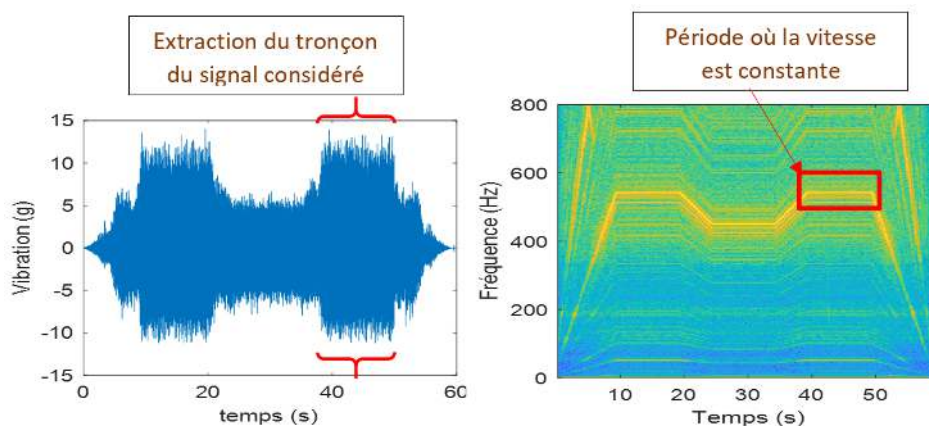 Extraction du tronçon
du signal considéré
Période où la vitesse
est constante
15
10
5
0
-5
-10
-15
Vibration (g)
0
20
40
60
temps (s)
800
600
400
200
0
Fréquence (Hz)
10
20
30
40
50
Temps (s)